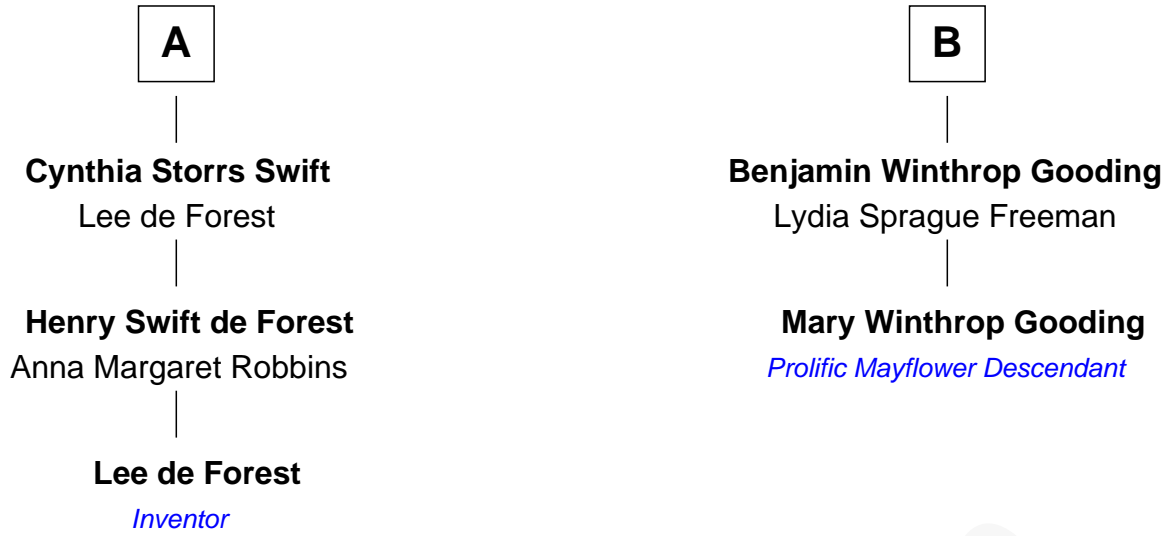 A
Cynthia Storrs Swift
Lee de Forest
Henry Swift de Forest
Anna Margaret Robbins
Lee de Forest
Inventor
B
Benjamin Winthrop Gooding
Lydia Sprague Freeman
Mary Winthrop Gooding
Prolific Mayflower Descendant